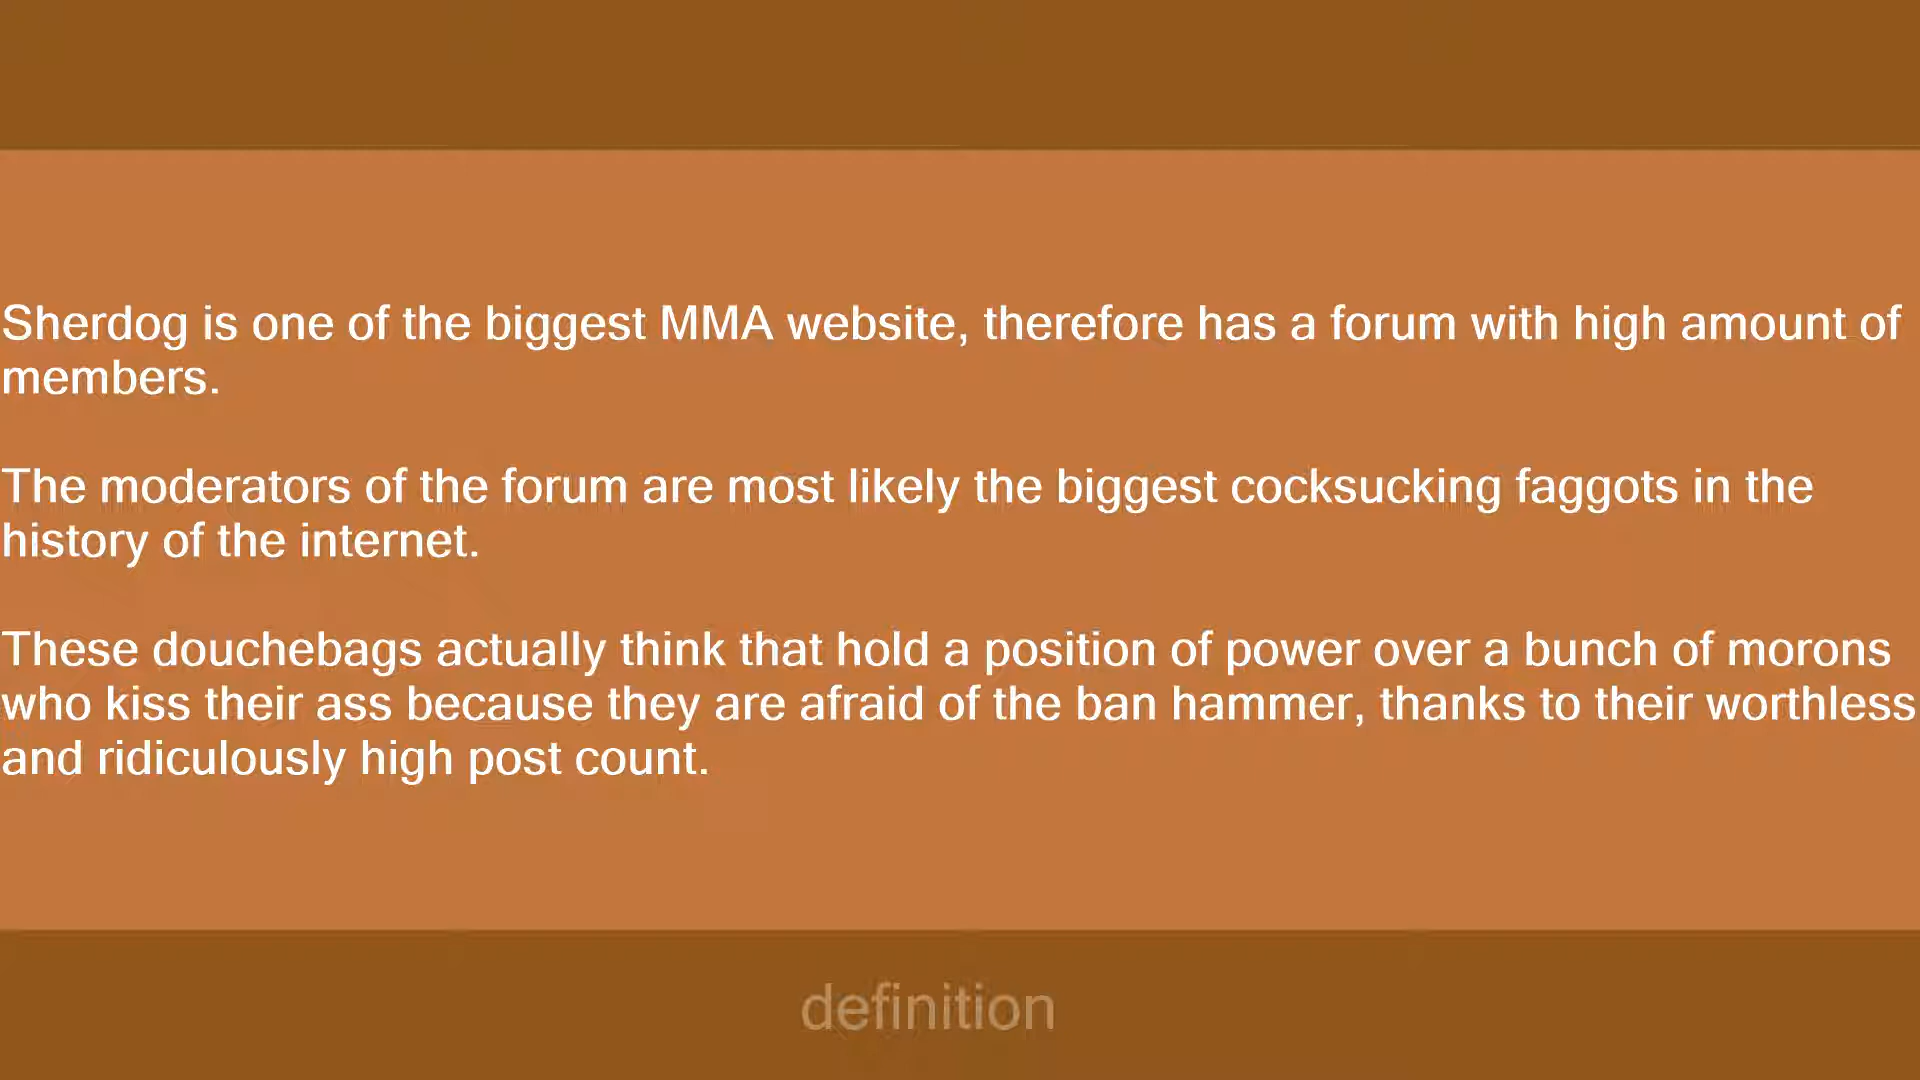 Sherdog is one of the biggest MMA website, therefore has a forum with high amount of
members.
The moderators of the forum are most likely the biggest cocksucking faggots in the
history of the internet.
These douchebags actually think that hold a position of power over a bunch of morons
who kiss their ass because they are afraid of the ban hammer, thanks to their worthless
and ridiculously high post count.
definition